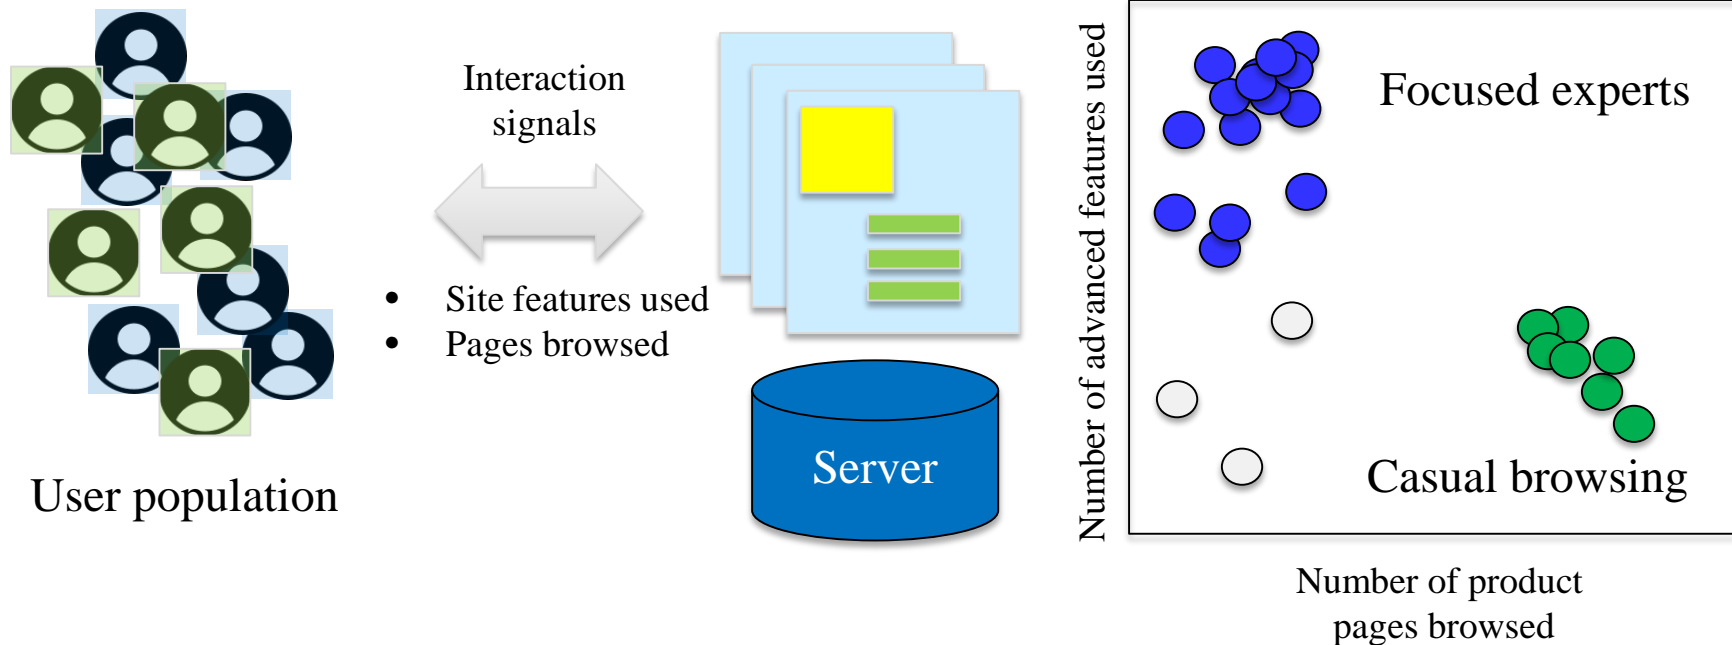 User population
Interaction
signals
• Site features used
• Pages browsed
Server
Number of advanced features used
Focused experts
Casual browsing
Number of product
pages browsed